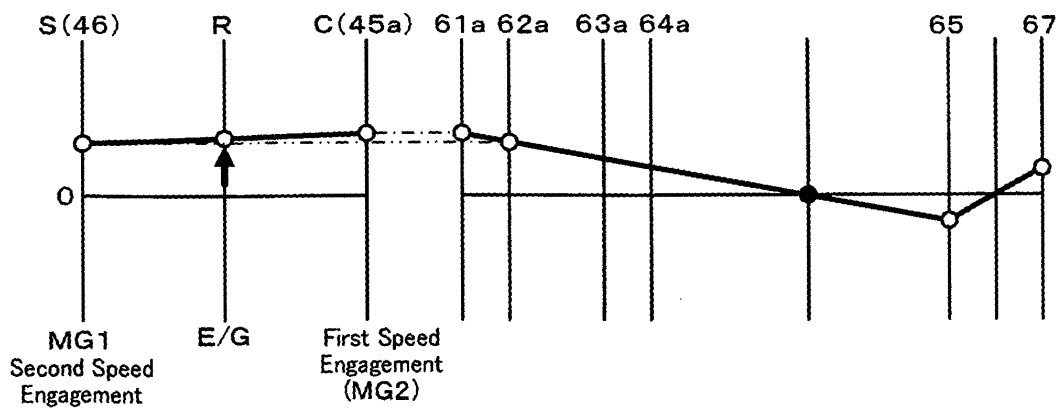 S(46) R C(45a) 61a 62a 63a 64a 65 67
0
MG1 E/G First Speed
Second Speed Engagement
Engagement (MG2)